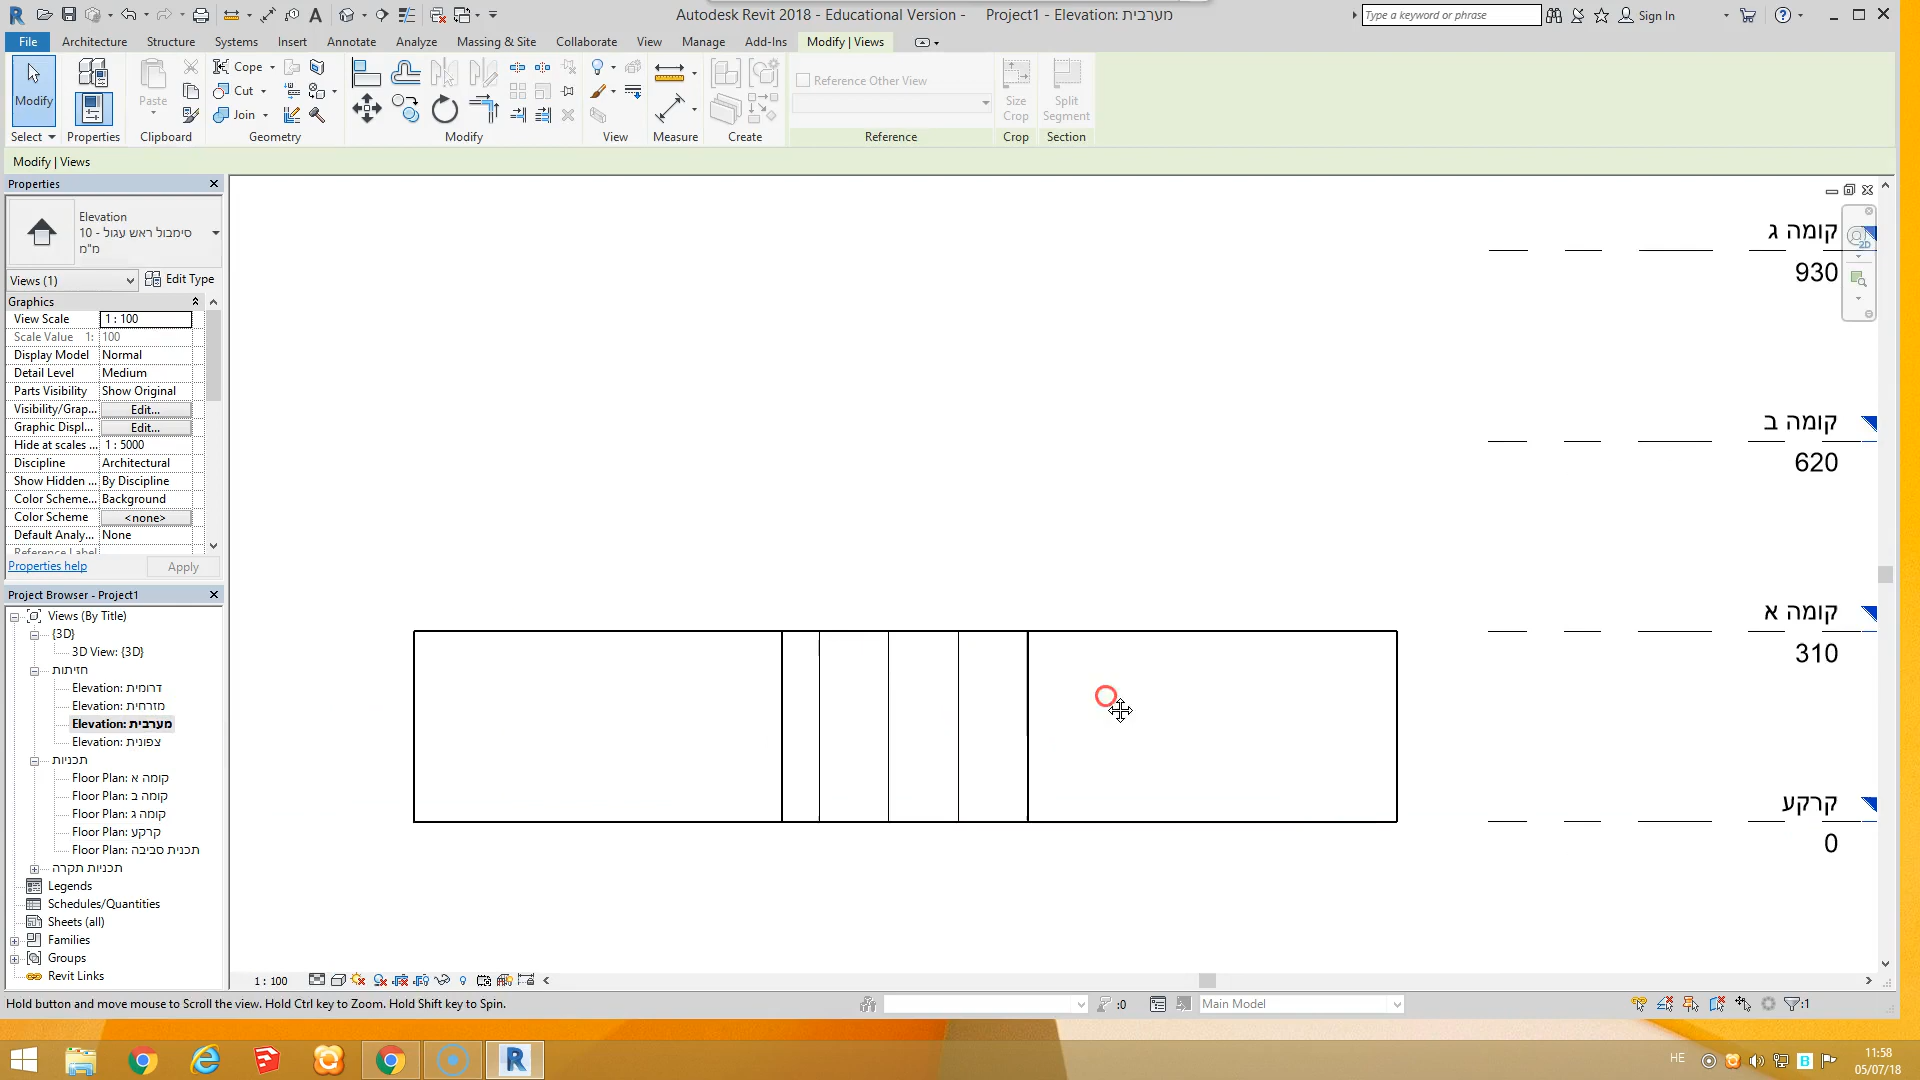 Autodesk Revit 2018 - Educational Version - Project1 - Elevation: מערבית
Type a keyword or phrase
Sign In
File Architecture Structure Systems Insert Annotate Analyze Massing & Site Collaborate View Manage Add-Ins Modify | Views
Modify
Paste
Cope
Cut
Join
Reference Other View
Size Crop
Split Segment
Select Properties Clipboard Geometry Modify View Measure Create Reference Crop Section
Modify | Views
Properties
Elevation
סימבול ראש עגול - 10
מ"מ
Views (1) Edit Type
Graphics
View Scale 1 : 100
Scale Value 1: 100
Display Model Normal
Detail Level Medium
Parts Visibility Show Original
Visibility/Grap... Edit...
Graphic Displ... Edit...
Hide at scales ... 1 : 5000
Discipline Architectural
Show Hidden ... By Discipline
Color Scheme... Background
Color Scheme <none>
Default Analy... None
Reference Label
Properties help Apply
Project Browser - Project1
Views (By Title)
{3D}
3D View: {3D}
חזיתות
Elevation: דרומית
Elevation: מזרחית
Elevation: מערבית
Elevation: צפונית
תכניות
Floor Plan: קומה א
Floor Plan: קומה ב
Floor Plan: קומה ג
Floor Plan: קרקע
Floor Plan: תכנית סביבה
תכניות תקרה
Legends
Schedules/Quantities
Sheets (all)
Families
Groups
Revit Links
קומה ג
930
קומה ב
620
קומה א
310
קרקע
0
2D
1 : 100
Hold button and move mouse to Scroll the view. Hold Ctrl key to Zoom. Hold Shift key to Spin.
:0
Main Model
:1
HE
11:58
05/07/18